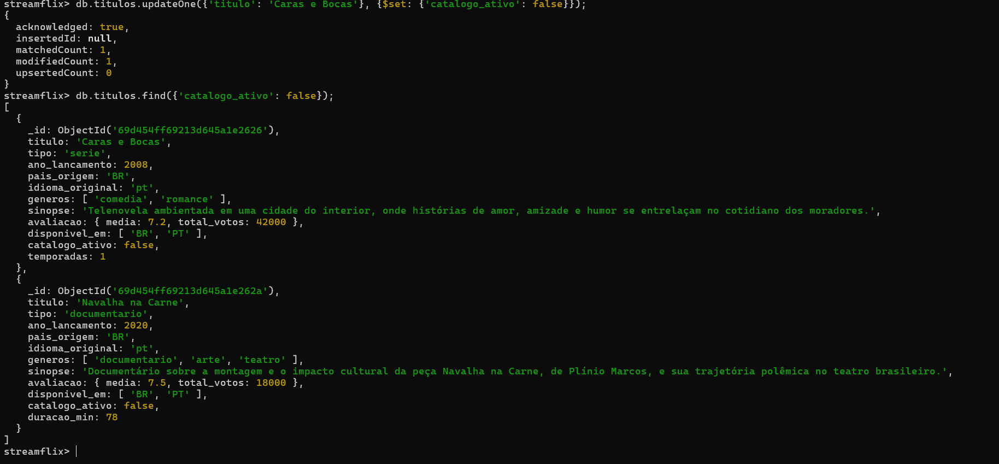 streamflix> db.titulos.updateOne({'titulo': 'Caras e Bocas'}, {$set: {'catalogo_ativo': false}});
{
  acknowledged: true,
  insertedId: null,
  matchedCount: 1,
  modifiedCount: 1,
  upsertedCount: 0
}
streamflix> db.titulos.find({'catalogo_ativo': false});
[
  {
    _id: ObjectId('69d454ff69213d645a1e2626'),
    titulo: 'Caras e Bocas',
    tipo: 'serie',
    ano_lancamento: 2008,
    pais_origem: 'BR',
    idioma_original: 'pt',
    generos: [ 'comedia', 'romance' ],
    sinopse: 'Telenovela ambientada em uma cidade do interior, onde histórias de amor, amizade e humor se entrelaçam no cotidiano dos moradores.',
    avaliacao: { media: 7.2, total_votos: 42000 },
    disponivel_em: [ 'BR', 'PT' ],
    catalogo_ativo: false,
    temporadas: 1
  },
  {
    _id: ObjectId('69d454ff69213d645a1e262a'),
    titulo: 'Navalha na Carne',
    tipo: 'documentario',
    ano_lancamento: 2020,
    pais_origem: 'BR',
    idioma_original: 'pt',
    generos: [ 'documentario', 'arte', 'teatro' ],
    sinopse: 'Documentário sobre a montagem e o impacto cultural da peça Navalha na Carne, de Plínio Marcos, e sua trajetória polêmica no teatro brasileiro.',
    avaliacao: { media: 7.5, total_votos: 18000 },
    disponivel_em: [ 'BR', 'PT' ],
    catalogo_ativo: false,
    duracao_min: 78
  }
]
streamflix>